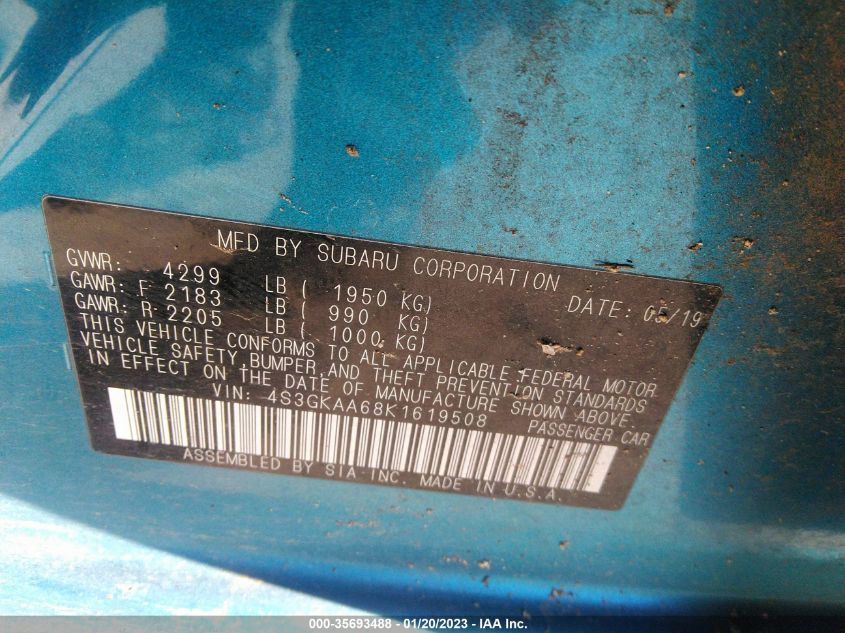 MFD BY SUBARU CORPORATION
GVWR: 4299 LB ( 1950 KG) DATE: 05/19
GAWR: F 2183 LB ( 990 KG)
GAWR: R 2205 LB ( 1000 KG)
THIS VEHICLE CONFORMS TO ALL APPLICABLE FEDERAL MOTOR
VEHICLE SAFETY, BUMPER, AND THEFT PREVENTION STANDARDS
IN EFFECT ON THE DATE OF MANUFACTURE SHOWN ABOVE.
VIN: 4S3GKAA68K1619508 PASSENGER CAR
ASSEMBLED BY SIA-INC. MADE IN U.S.A.
000-35693488 - 01/20/2023 - IAA Inc.